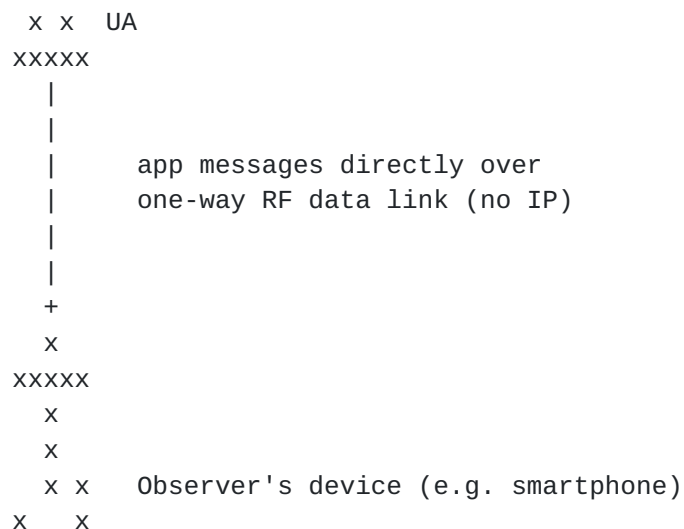 x x UA
xxxxx
|
|
| app messages directly over
| one-way RF data link (no IP)
|
|
+
x
xxxxx
x
x
x x Observer's device (e.g. smartphone)
x x